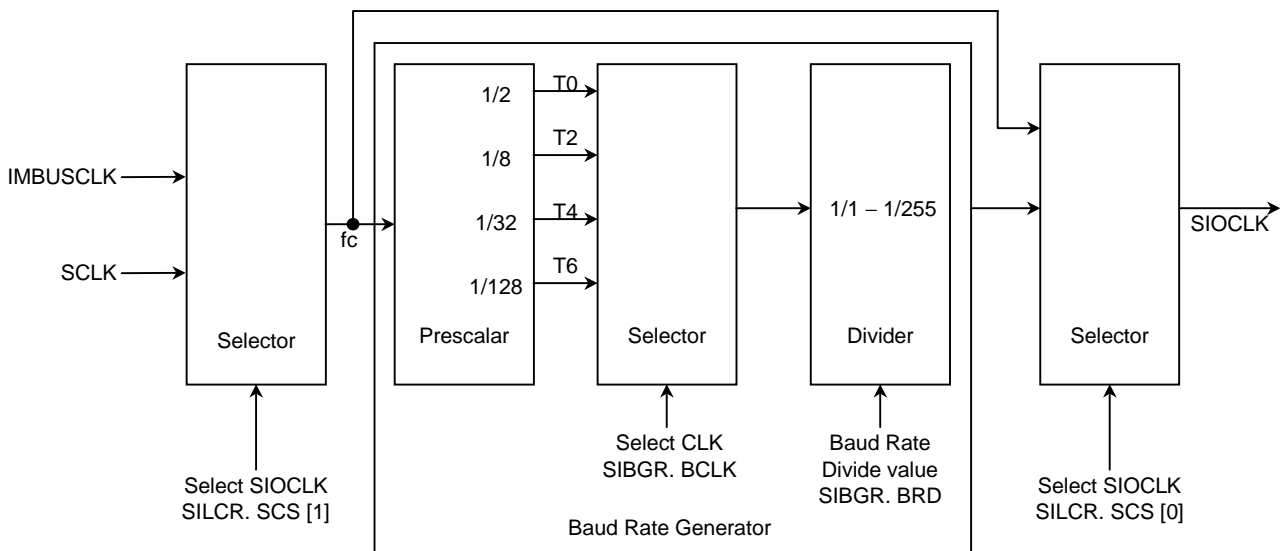 IMBUSCLK
SCLK
Selector
Select SIOCLK
SILCR. SCS [1]
fc
1/2
1/8
1/32
1/128
Prescalar
T0
T2
T4
T6
Selector
Select CLK
SIBGR. BCLK
1/1 – 1/255
Divider
Baud Rate
Divide value
SIBGR. BRD
Baud Rate Generator
Selector
Select SIOCLK
SILCR. SCS [0]
SIOCLK